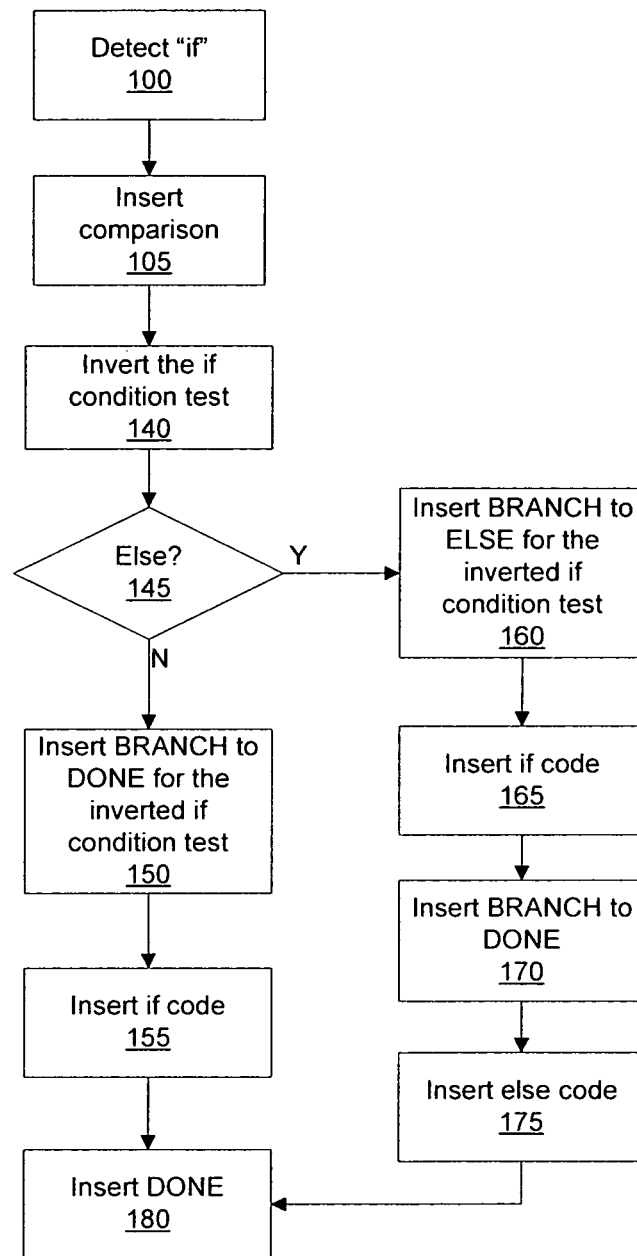 Detect “if”
100
Insert
comparison
105
Invert the if
condition test
140
Else?
145
Y
N
Insert BRANCH to
ELSE for the
inverted if
condition test
160
Insert if code
165
Insert BRANCH to
DONE
170
Insert else code
175
Insert BRANCH to
DONE for the
inverted if
condition test
150
Insert if code
155
Insert DONE
180